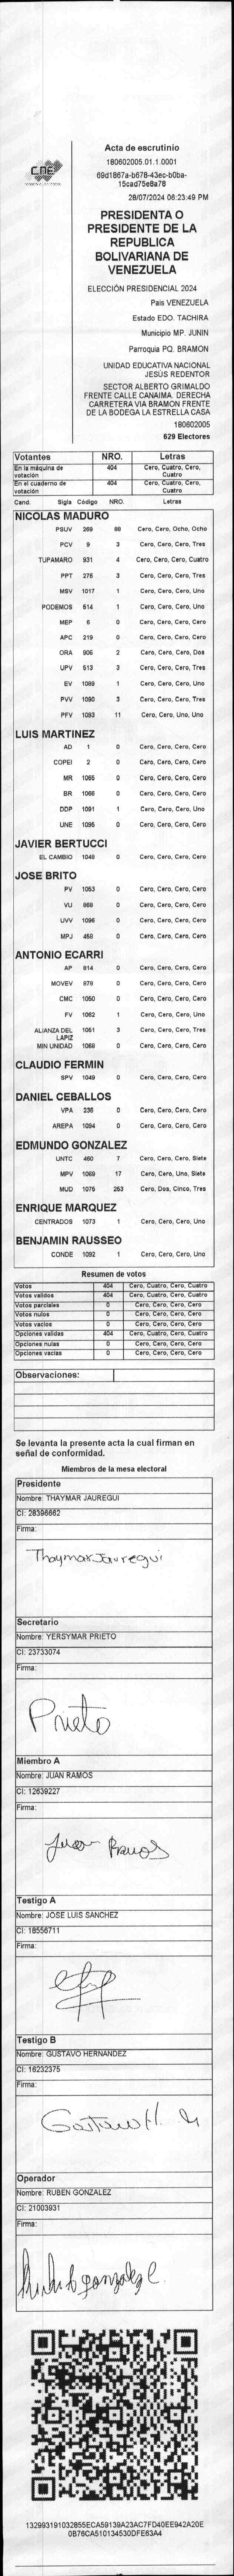 CNE
Acta de escrutinio
180602005.01.1.0001
69d1867a-b678-43ec-b0ba-
15cad75e8a78
28/07/2024 06:23:49 PM
PRESIDENTA O
PRESIDENTE DE LA
REPUBLICA
BOLIVARIANA DE
VENEZUELA
ELECCIÓN PRESIDENCIAL 2024
País VENEZUELA
Estado EDO. TACHIRA
Municipio MP. JUNIN
Parroquia PQ. BRAMON
UNIDAD EDUCATIVA NACIONAL
JESÚS REDENTOR
SECTOR ALBERTO GRIMALDO
FRENTE CALLE CANAIMA. DERECHA
CARRETERA VIA BRAMON FRENTE
DE LA BODEGA LA ESTRELLA CASA
180602005
629 Electores
Votantes NRO. Letras
En la máquina de votación 404 Cero, Cuatro, Cero, Cuatro
En el cuaderno de votación 404 Cero, Cuatro, Cero, Cuatro
Cand. Sigla Código NRO. Letras
NICOLAS MADURO
PSUV 269 88 Cero, Cero, Ocho, Ocho
PCV 9 3 Cero, Cero, Cero, Tres
TUPAMARO 931 4 Cero, Cero, Cero, Cuatro
PPT 275 3 Cero, Cero, Cero, Tres
MSV 1017 1 Cero, Cero, Cero, Uno
PODEMOS 514 1 Cero, Cero, Cero, Uno
MEP 6 0 Cero, Cero, Cero, Cero
APC 219 0 Cero, Cero, Cero, Cero
ORA 906 2 Cero, Cero, Cero, Dos
UPV 513 3 Cero, Cero, Cero, Tres
EV 1089 1 Cero, Cero, Cero, Uno
PVV 1090 3 Cero, Cero, Cero, Tres
PFV 1093 11 Cero, Cero, Uno, Uno
LUIS MARTINEZ
AD 1 0 Cero, Cero, Cero, Cero
COPEI 2 0 Cero, Cero, Cero, Cero
MR 1065 0 Cero, Cero, Cero, Cero
BR 1066 0 Cero, Cero, Cero, Cero
DDP 1091 1 Cero, Cero, Cero, Uno
UNE 1095 0 Cero, Cero, Cero, Cero
JAVIER BERTUCCI
EL CAMBIO 1048 0 Cero, Cero, Cero, Cero
JOSE BRITO
PV 1053 0 Cero, Cero, Cero, Cero
VU 868 0 Cero, Cero, Cero, Cero
UVV 1096 0 Cero, Cero, Cero, Cero
MPJ 458 0 Cero, Cero, Cero, Cero
ANTONIO ECARRI
AP 814 0 Cero, Cero, Cero, Cero
MOVEV 879 0 Cero, Cero, Cero, Cero
CMC 1050 0 Cero, Cero, Cero, Cero
FV 1062 1 Cero, Cero, Cero, Uno
ALIANZA DEL LAPIZ 1051 3 Cero, Cero, Cero, Tres
MIN UNIDAD 1068 0 Cero, Cero, Cero, Cero
CLAUDIO FERMIN
SPV 1049 0 Cero, Cero, Cero, Cero
DANIEL CEBALLOS
VPA 236 0 Cero, Cero, Cero, Cero
AREPA 1094 0 Cero, Cero, Cero, Cero
EDMUNDO GONZALEZ
UNTC 460 7 Cero, Cero, Cero, Siete
MPV 1069 17 Cero, Cero, Uno, Siete
MUD 1075 253 Cero, Dos, Cinco, Tres
ENRIQUE MARQUEZ
CENTRADOS 1073 1 Cero, Cero, Cero, Uno
BENJAMIN RAUSSEO
CONDE 1092 1 Cero, Cero, Cero, Uno
Resumen de votos
Votos 404 Cero, Cuatro, Cero, Cuatro
Votos validos 404 Cero, Cuatro, Cero, Cuatro
Votos parciales 0 Cero, Cero, Cero, Cero
Votos nulos 0 Cero, Cero, Cero, Cero
Votos vacios 0 Cero, Cero, Cero, Cero
Opciones validas 404 Cero, Cuatro, Cero, Cuatro
Opciones nulas 0 Cero, Cero, Cero, Cero
Opciones vacias 0 Cero, Cero, Cero, Cero
Observaciones:
Se levanta la presente acta la cual firman en
señal de conformidad.
Miembros de la mesa electoral
Presidente
Nombre: THAYMAR JAUREGUI
CI: 28396662
Firma:
Thaymar Jauregui
Secretario
Nombre: YERSYMAR PRIETO
CI: 23733074
Firma:
Prieto
Miembro A
Nombre: JUAN RAMOS
CI: 12639227
Firma:
Juan Ramos
Testigo A
Nombre: JOSE LUIS SANCHEZ
CI: 18556711
Firma:
Testigo B
Nombre: GUSTAVO HERNANDEZ
CI: 16232375
Firma:
Gustavo H.
Operador
Nombre: RUBEN GONZALEZ
CI: 21003931
Firma:
132993191032855ECA59139A23AC7FD40EE942A20E
0B76CA510134530DFE63A4